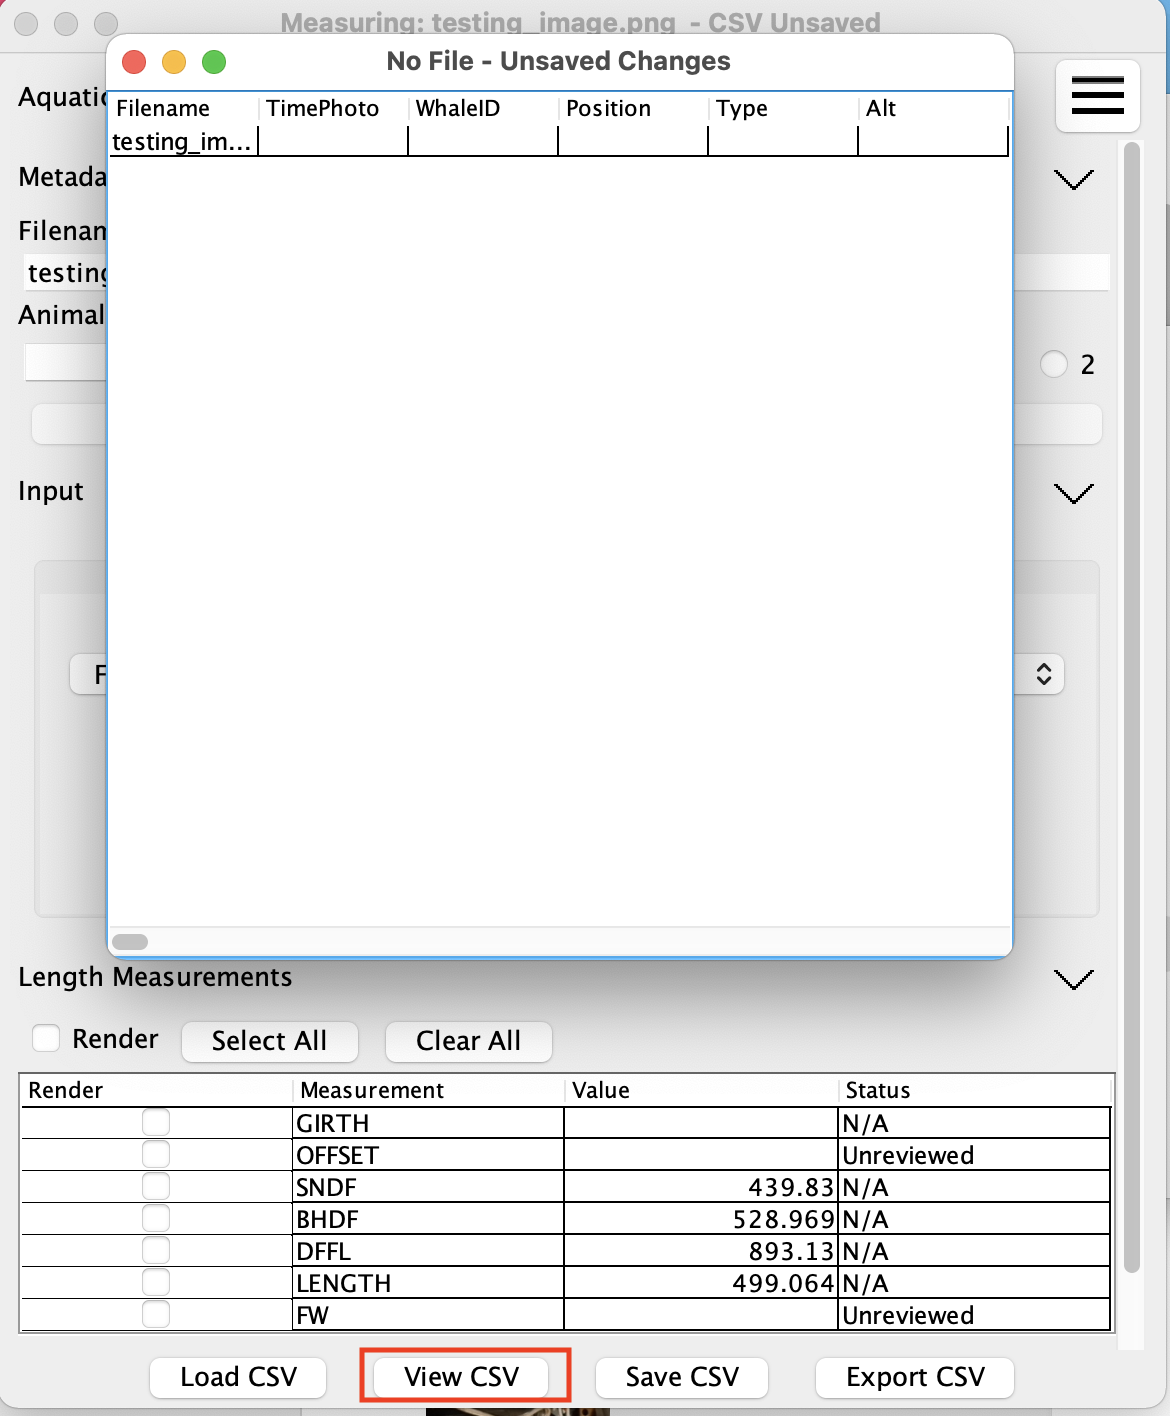 Measuring: testing_image.png - CSV Unsaved
No File - Unsaved Changes
Filename TimePhoto WhaleID Position Type Alt
testing_im...
Aquatic
Metada
Filenam
testing
Animal
2
Input
F
Length Measurements
Render Select All Clear All
Render Measurement Value Status
GIRTH N/A
OFFSET Unreviewed
SNDF 439.83 N/A
BHDF 528.969 N/A
DFFL 893.13 N/A
LENGTH 499.064 N/A
FW Unreviewed
Load CSV View CSV Save CSV Export CSV